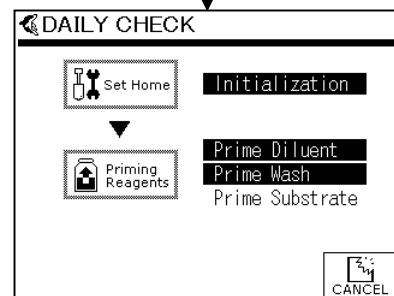 DAILY CHECK
Set Home
Initialization
Priming
Reagents
Prime Diluent
Prime Wash
Prime Substrate
CANCEL